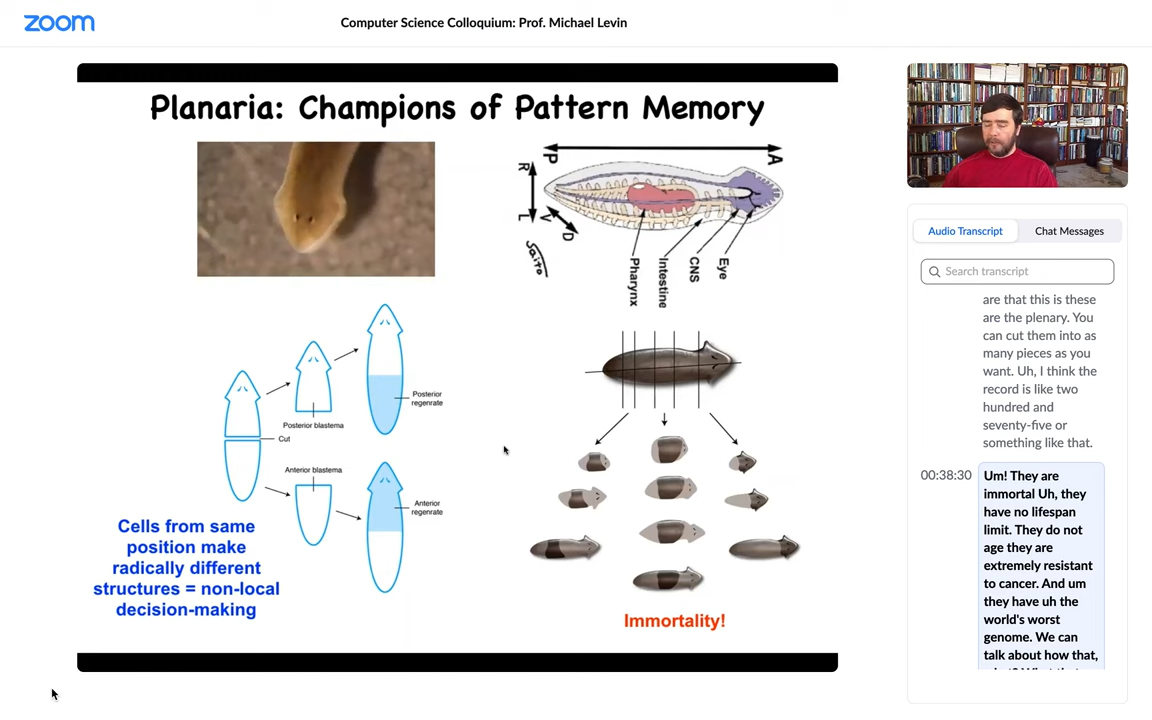 zoom
Computer Science Colloquium: Prof. Michael Levin
Planaria: Champions of Pattern Memory
P
A
R
L
V
D
Saito
Pharynx
Intestine
CNS
Eye
Posterior
regenrate
Posterior blastema
Cut
Anterior blastema
Anterior
regenrate
Cells from same
position make
radically different
structures = non-local
decision-making
Immortality!
Audio Transcript
Chat Messages
Search transcript
are that this is these
are the plenary. You
can cut them into as
many pieces as you
want. Uh, I think the
record is like two
hundred and
seventy-five or
something like that.
00:38:30
Um! They are
immortal Uh, they
have no lifespan
limit. They do not
age they are
extremely resistant
to cancer. And um
they have uh the
world's worst
genome. We can
talk about how that,